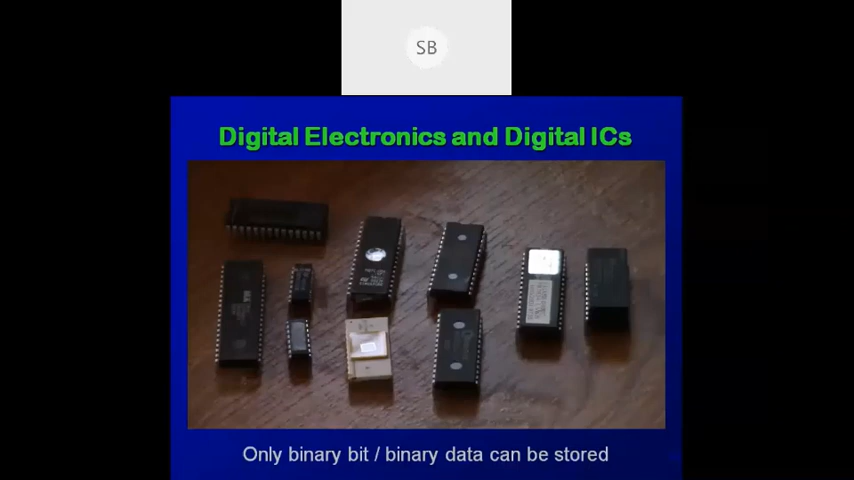 SB
Digital Electronics and Digital ICs
Only binary bit / binary data can be stored